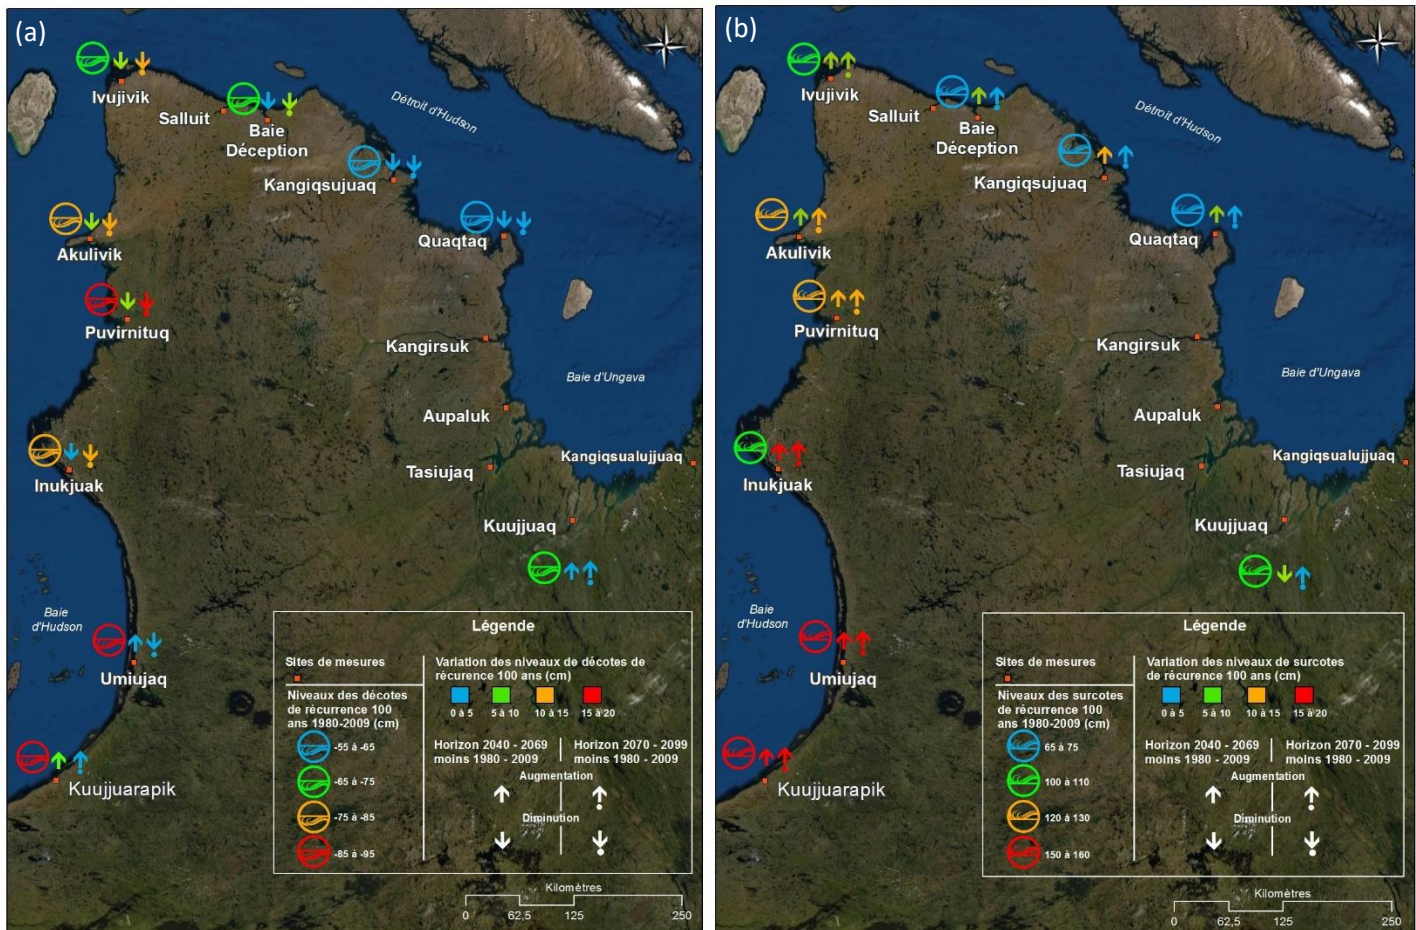 (a)
Ivujivik
Salluit
Baie
Déception
Détroit d'Hudson
Kangiqsujuaq
Quaqtaq
Akulivik
Puvirnituq
Kangirsuk
Baie d'Ungava
Aupaluk
Tasiujaq
Kangiqsualujjuaq
Inukjuak
Kuujjuaq
Baie
d'Hudson
Umiujaq
Kuujjuarapik
Légende
Sites de mesures
Niveaux des décotes
de récurrence 100
ans 1980-2009 (cm)
-55 à -65
-65 à -75
-75 à -85
-85 à -95
Variation des niveaux de décotes de
récurence 100 ans (cm)
0 à 5
5 à 10
10 à 15
15 à 20
Horizon 2040 - 2069
moins 1980 - 2009
Horizon 2070 - 2099
moins 1980 - 2009
Augmentation
Diminution
Kilomètres
0
62,5
125
250
(b)
Ivujivik
Salluit
Baie
Déception
Détroit d'Hudson
Kangiqsujuaq
Quaqtaq
Akulivik
Puvirnituq
Kangirsuk
Baie d'Ungava
Aupaluk
Tasiujaq
Kangiqsualujjuaq
Inukjuak
Kuujjuaq
Baie
d'Hudson
Umiujaq
Kuujjuarapik
Légende
Sites de mesures
Niveaux des surcotes
de récurrence 100
ans 1980-2009 (cm)
65 à 75
100 à 110
120 à 130
150 à 160
Variation des niveaux de surcotes
de récurence 100 ans (cm)
0 à 5
5 à 10
10 à 15
15 à 20
Horizon 2040 - 2069
moins 1980 - 2009
Horizon 2070 - 2099
moins 1980 - 2009
Augmentation
Diminution
Kilomètres
0
62,5
125
250